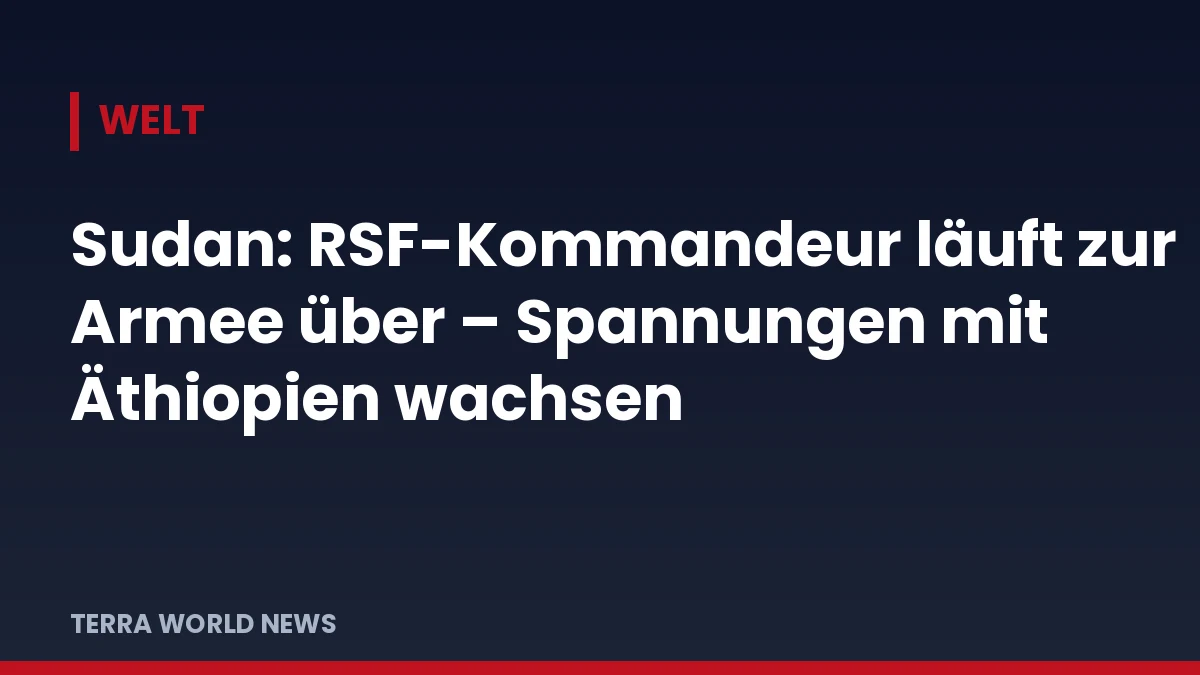 WELT
Sudan: RSF-Kommandeur läuft zur
Armee über – Spannungen mit
Äthiopien wachsen
TERRA WORLD NEWS